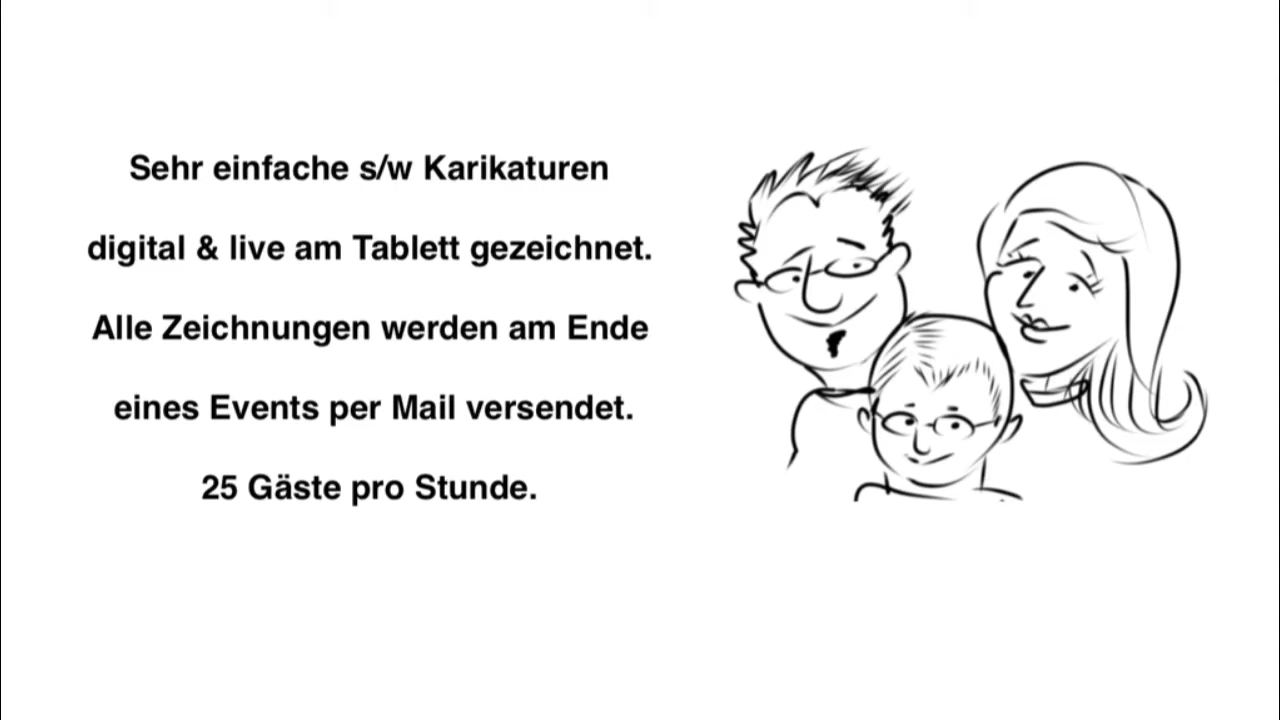 Sehr einfache s/w Karikaturen
digital & live am Tablett gezeichnet.
Alle Zeichnungen werden am Ende
eines Events per Mail versendet.
25 Gäste pro Stunde.